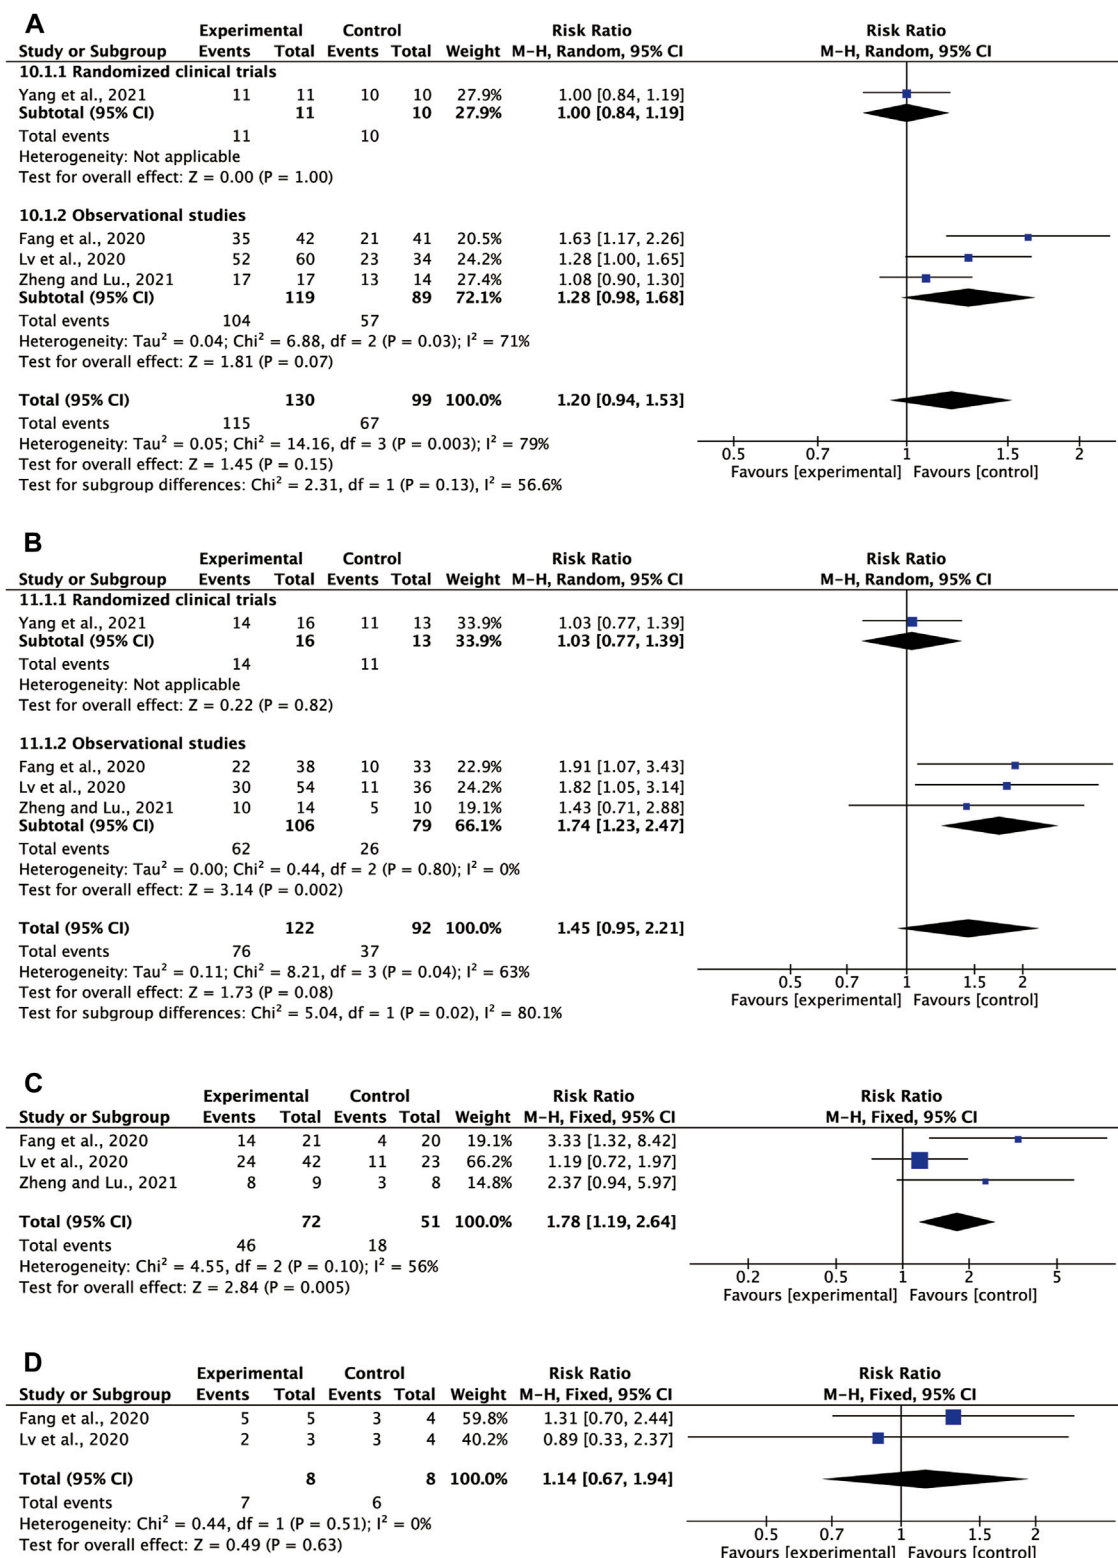 A
Experimental Control Risk Ratio Risk Ratio
Study or Subgroup Events Total Events Total Weight M-H, Random, 95% CI M-H, Random, 95% CI
10.1.1 Randomized clinical trials
Yang et al., 2021 11 11 10 10 27.9% 1.00 [0.84, 1.19]
Subtotal (95% CI) 11 10 27.9% 1.00 [0.84, 1.19]
Total events 11 10
Heterogeneity: Not applicable
Test for overall effect: Z = 0.00 (P = 1.00)
10.1.2 Observational studies
Fang et al., 2020 35 42 21 41 20.5% 1.63 [1.17, 2.26]
Lv et al., 2020 52 60 23 34 24.2% 1.28 [1.00, 1.65]
Zheng and Lu., 2021 17 17 13 14 27.4% 1.08 [0.90, 1.30]
Subtotal (95% CI) 119 89 72.1% 1.28 [0.98, 1.68]
Total events 104 57
Heterogeneity: Tau² = 0.04; Chi² = 6.88, df = 2 (P = 0.03); I² = 71%
Test for overall effect: Z = 1.81 (P = 0.07)
Total (95% CI) 130 99 100.0% 1.20 [0.94, 1.53]
Total events 115 67
Heterogeneity: Tau² = 0.05; Chi² = 14.16, df = 3 (P = 0.003); I² = 79%
Test for overall effect: Z = 1.45 (P = 0.15)
Test for subgroup differences: Chi² = 2.31, df = 1 (P = 0.13), I² = 56.6%
0.5 0.7 1 1.5 2
Favours [experimental] Favours [control]
B
Experimental Control Risk Ratio Risk Ratio
Study or Subgroup Events Total Events Total Weight M-H, Random, 95% CI M-H, Random, 95% CI
11.1.1 Randomized clinical trials
Yang et al., 2021 14 16 11 13 33.9% 1.03 [0.77, 1.39]
Subtotal (95% CI) 16 13 33.9% 1.03 [0.77, 1.39]
Total events 14 11
Heterogeneity: Not applicable
Test for overall effect: Z = 0.22 (P = 0.82)
11.1.2 Observational studies
Fang et al., 2020 22 38 10 33 22.9% 1.91 [1.07, 3.43]
Lv et al., 2020 30 54 11 36 24.2% 1.82 [1.05, 3.14]
Zheng and Lu., 2021 10 14 5 10 19.1% 1.43 [0.71, 2.88]
Subtotal (95% CI) 106 79 66.1% 1.74 [1.23, 2.47]
Total events 62 26
Heterogeneity: Tau² = 0.00; Chi² = 0.44, df = 2 (P = 0.80); I² = 0%
Test for overall effect: Z = 3.14 (P = 0.002)
Total (95% CI) 122 92 100.0% 1.45 [0.95, 2.21]
Total events 76 37
Heterogeneity: Tau² = 0.11; Chi² = 8.21, df = 3 (P = 0.04); I² = 63%
Test for overall effect: Z = 1.73 (P = 0.08)
Test for subgroup differences: Chi² = 5.04, df = 1 (P = 0.02), I² = 80.1%
0.5 0.7 1 1.5 2
Favours [experimental] Favours [control]
C
Experimental Control Risk Ratio Risk Ratio
Study or Subgroup Events Total Events Total Weight M-H, Fixed, 95% CI M-H, Fixed, 95% CI
Fang et al., 2020 14 21 4 20 19.1% 3.33 [1.32, 8.42]
Lv et al., 2020 24 42 11 23 66.2% 1.19 [0.72, 1.97]
Zheng and Lu., 2021 8 9 3 8 14.8% 2.37 [0.94, 5.97]
Total (95% CI) 72 51 100.0% 1.78 [1.19, 2.64]
Total events 46 18
Heterogeneity: Chi² = 4.55, df = 2 (P = 0.10); I² = 56%
Test for overall effect: Z = 2.84 (P = 0.005)
0.2 0.5 1 2 5
Favours [experimental] Favours [control]
D
Experimental Control Risk Ratio Risk Ratio
Study or Subgroup Events Total Events Total Weight M-H, Fixed, 95% CI M-H, Fixed, 95% CI
Fang et al., 2020 5 5 3 4 59.8% 1.31 [0.70, 2.44]
Lv et al., 2020 2 3 3 4 40.2% 0.89 [0.33, 2.37]
Total (95% CI) 8 8 100.0% 1.14 [0.67, 1.94]
Total events 7 6
Heterogeneity: Chi² = 0.44, df = 1 (P = 0.51); I² = 0%
Test for overall effect: Z = 0.49 (P = 0.63)
0.5 0.7 1 1.5 2
Favours [experimental] Favours [control]